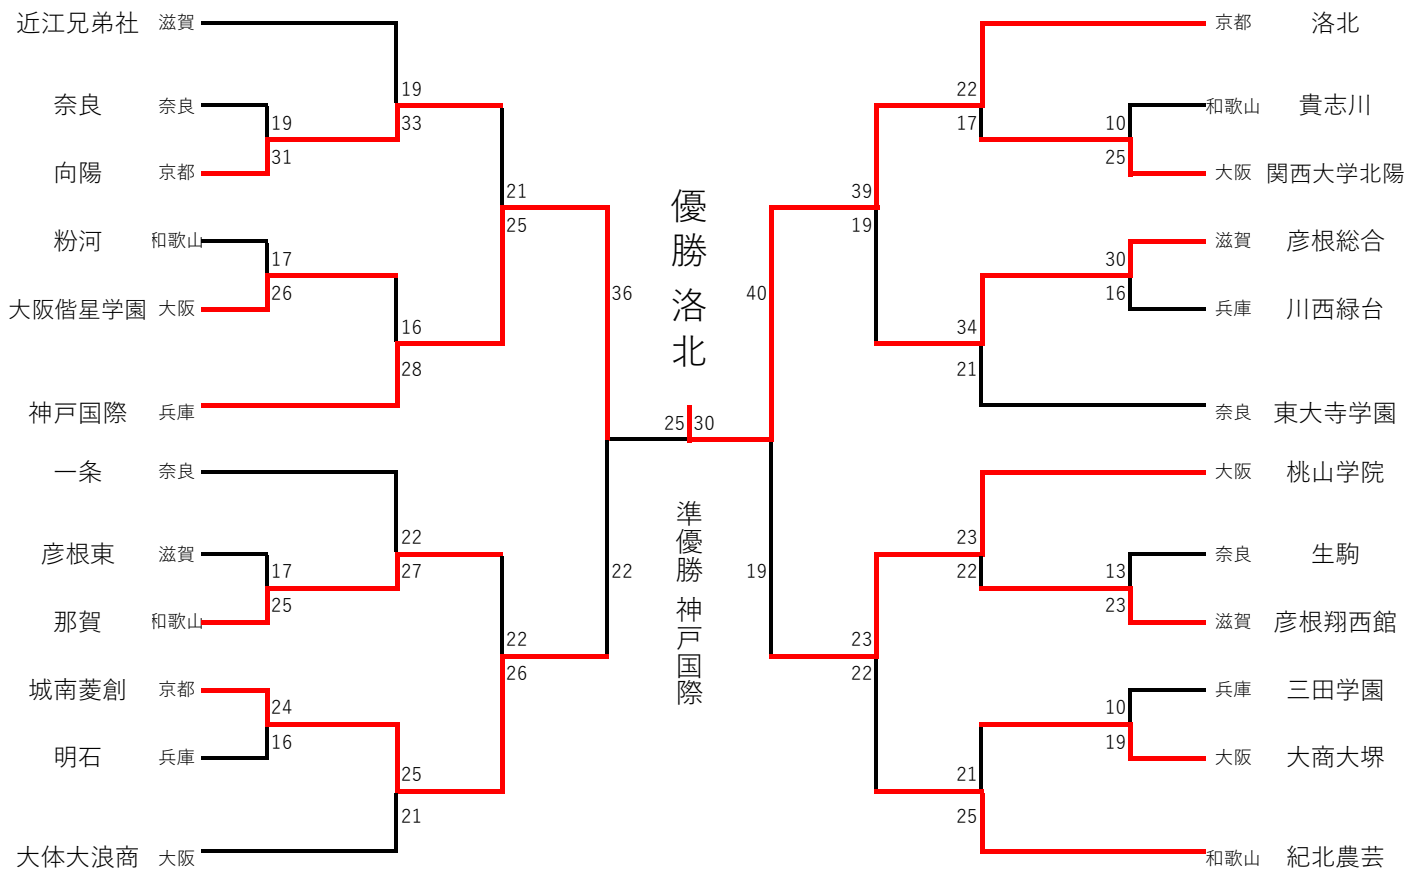 近江兄弟社 滋賀
奈良 奈良
向陽 京都
粉河 和歌山
大阪偕星学園 大阪
神戸国際 兵庫
一条 奈良
彦根東 滋賀
那賀 和歌山
城南菱創 京都
明石 兵庫
大体大浪商 大阪
19
31
17
26
17
25
24
16
19
33
16
28
22
27
25
21
21
25
22
26
36
22
優勝 洛北
25 30
準優勝 神戸国際
40
19
39
19
23
22
22
17
34
21
23
22
21
25
10
25
30
16
13
23
10
19
京都 洛北
和歌山 貴志川
大阪 関西大学北陽
滋賀 彦根総合
兵庫 川西緑台
奈良 東大寺学園
大阪 桃山学院
奈良 生駒
滋賀 彦根翔西館
兵庫 三田学園
大阪 大商大堺
和歌山 紀北農芸